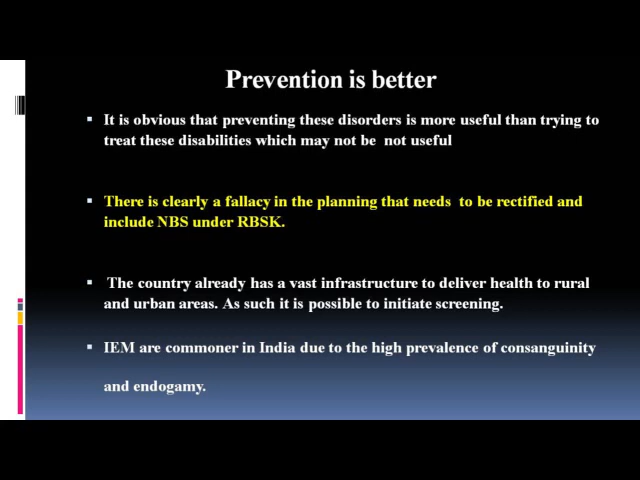 Prevention is better
▪ It is obvious that preventing these disorders is more useful than trying to
treat these disabilities which may not be  not useful
▪ There is clearly a fallacy in the planning that needs  to be rectified and
include NBS under RBSK.
▪ The country already has a vast infrastructure to deliver health to rural
and urban areas. As such it is possible to initiate screening.
▪ IEM are commoner in India due to the high prevalence of consanguinity
and endogamy.